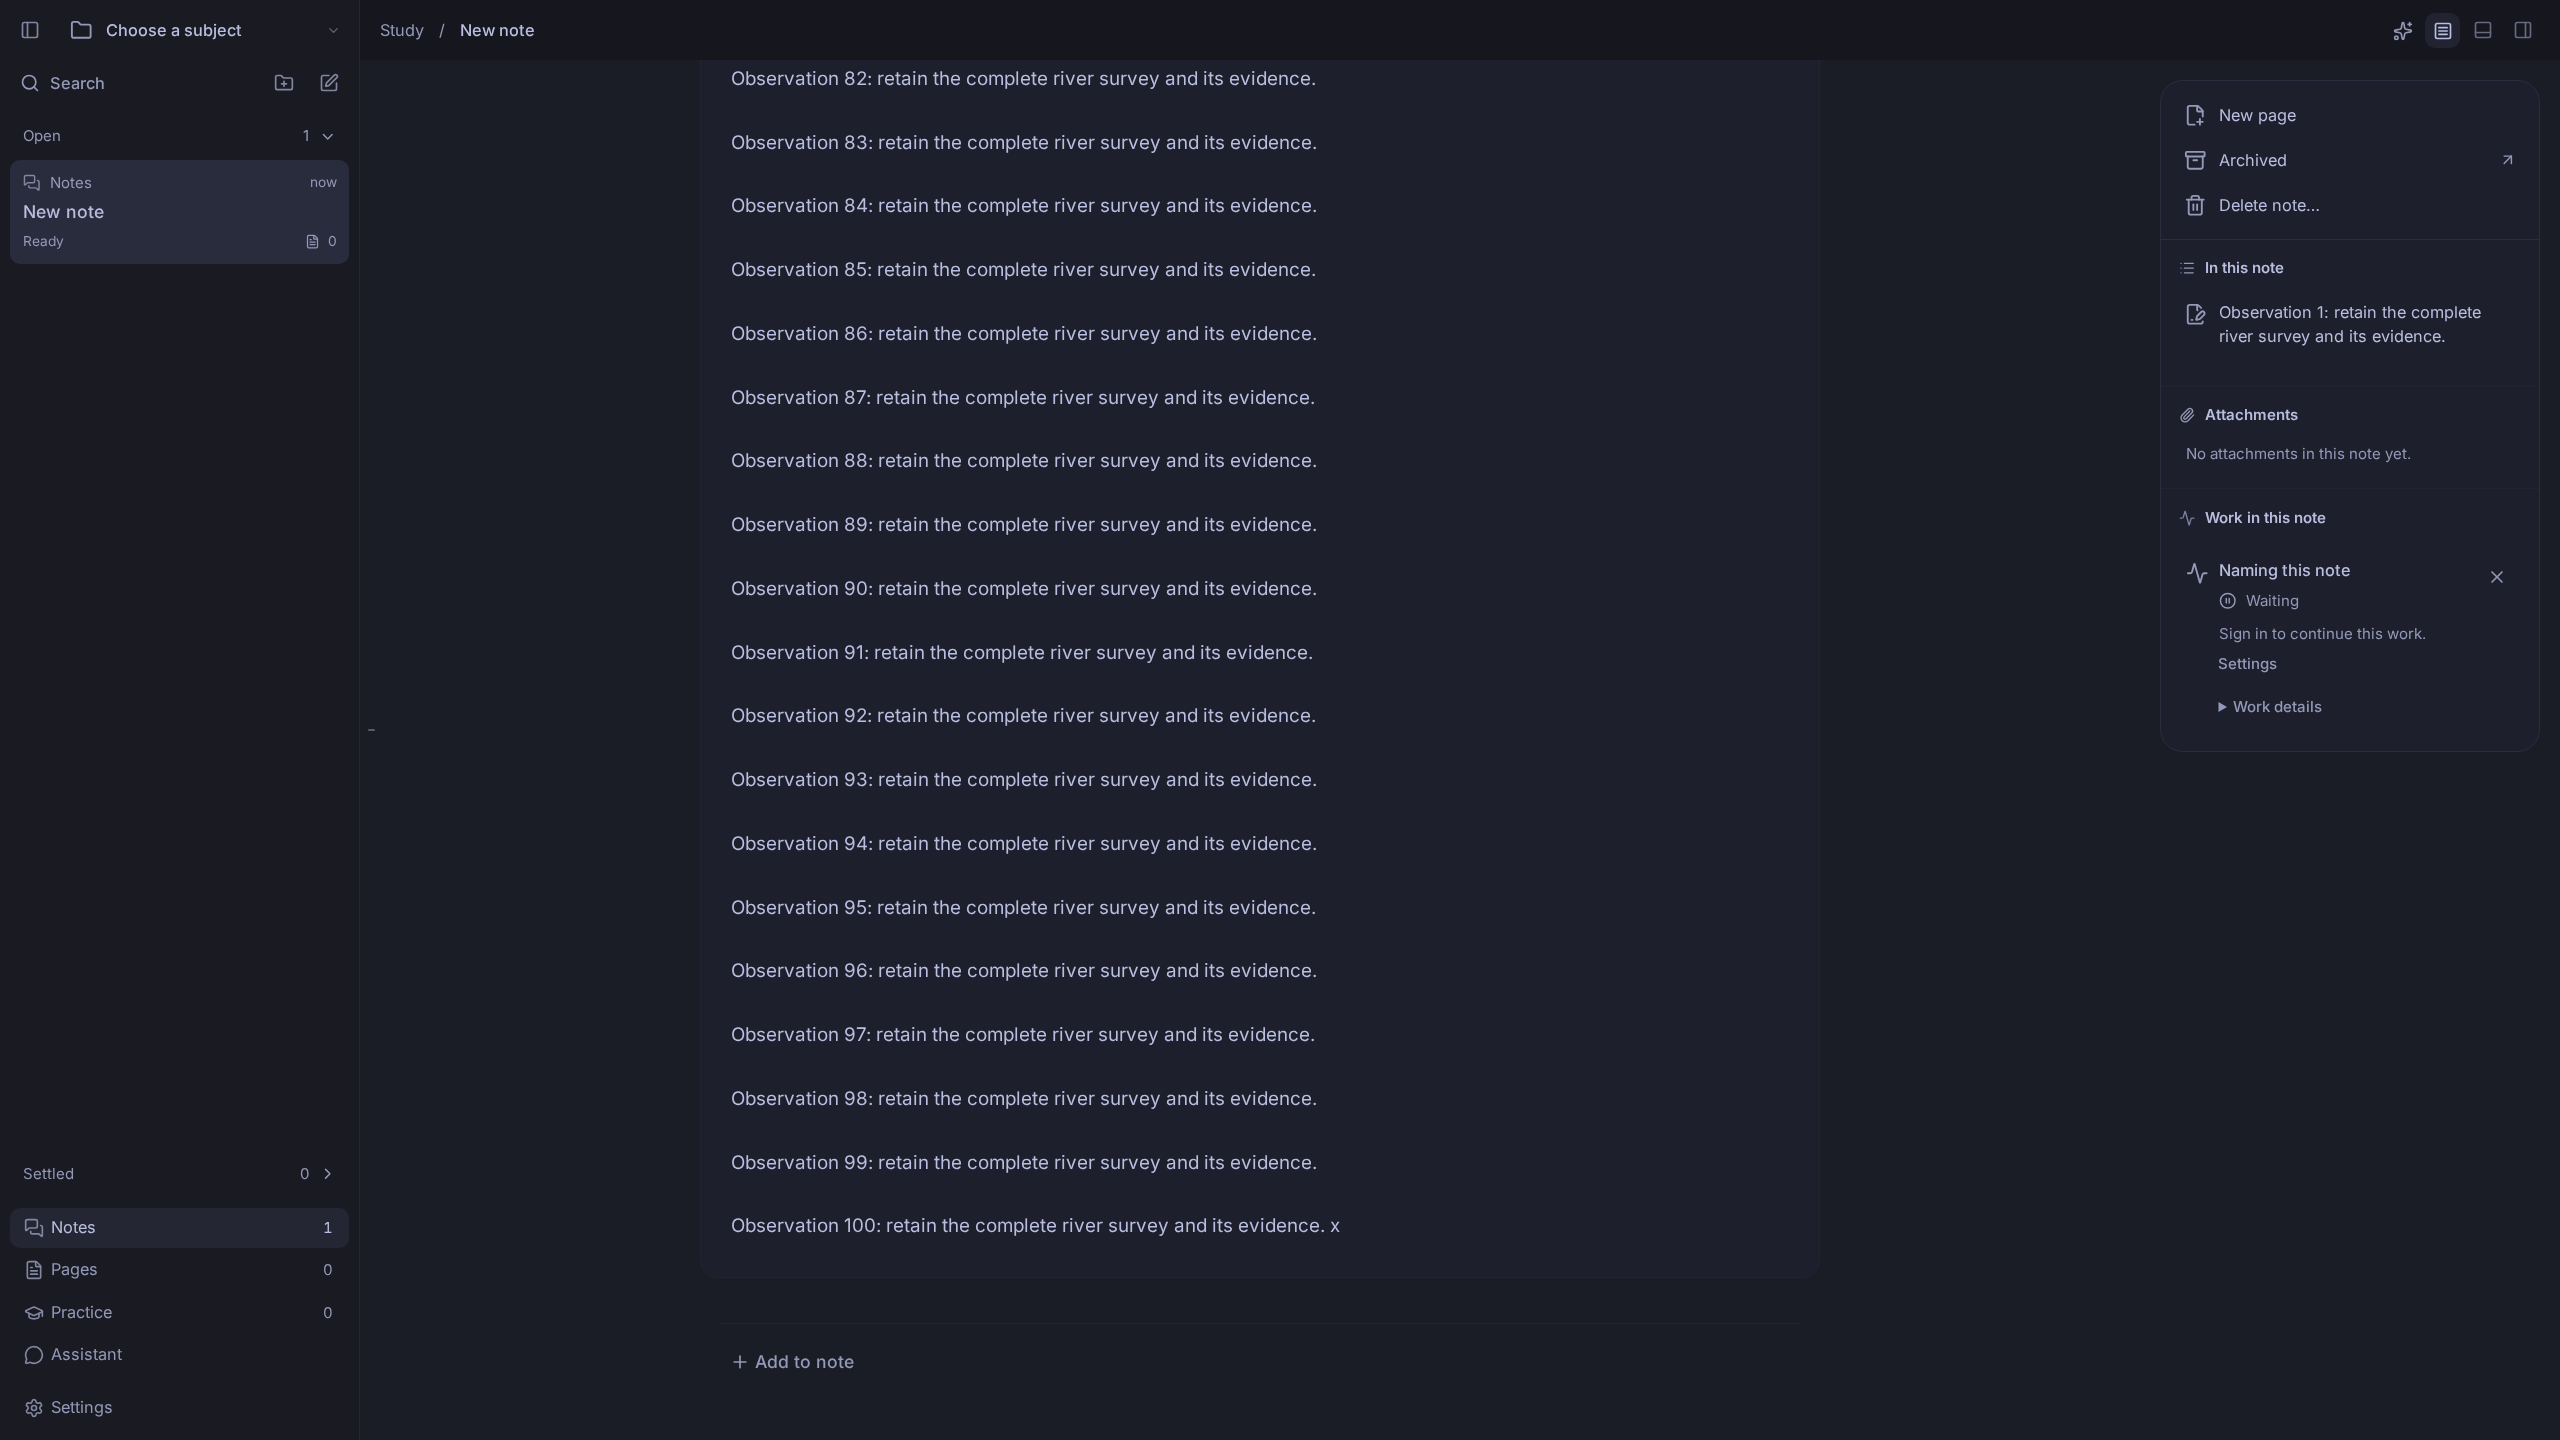 Choose a subject
Search
Open 1
Notes now
New note
Ready 0
Settled 0
Notes 1
Pages 0
Practice 0
Assistant
Settings
Study / New note
Observation 82: retain the complete river survey and its evidence.
Observation 83: retain the complete river survey and its evidence.
Observation 84: retain the complete river survey and its evidence.
Observation 85: retain the complete river survey and its evidence.
Observation 86: retain the complete river survey and its evidence.
Observation 87: retain the complete river survey and its evidence.
Observation 88: retain the complete river survey and its evidence.
Observation 89: retain the complete river survey and its evidence.
Observation 90: retain the complete river survey and its evidence.
Observation 91: retain the complete river survey and its evidence.
Observation 92: retain the complete river survey and its evidence.
Observation 93: retain the complete river survey and its evidence.
Observation 94: retain the complete river survey and its evidence.
Observation 95: retain the complete river survey and its evidence.
Observation 96: retain the complete river survey and its evidence.
Observation 97: retain the complete river survey and its evidence.
Observation 98: retain the complete river survey and its evidence.
Observation 99: retain the complete river survey and its evidence.
Observation 100: retain the complete river survey and its evidence. x
Add to note
New page
Archived
Delete note...
In this note
Observation 1: retain the complete
river survey and its evidence.
Attachments
No attachments in this note yet.
Work in this note
Naming this note
Waiting
Sign in to continue this work.
Settings
Work details